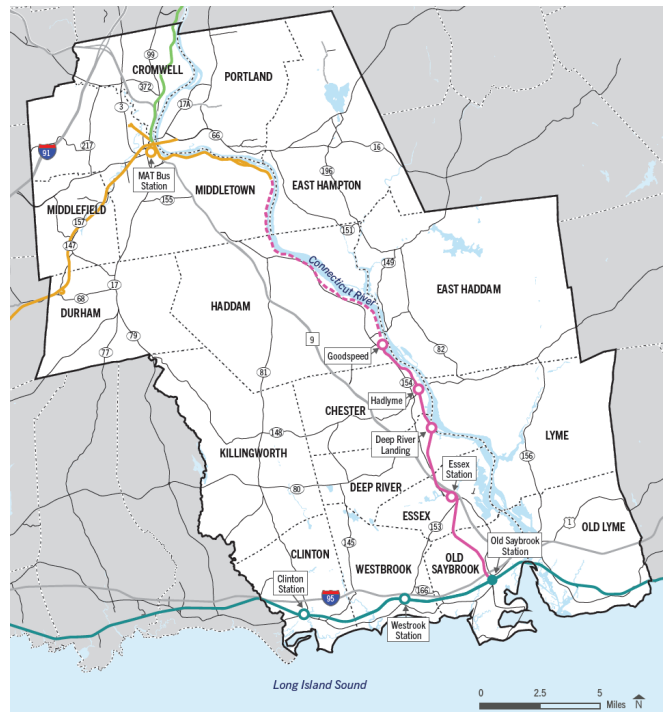 99
CROMWELL
PORTLAND
372
3
17A
66
91
217
16
MAT Bus
Station
196
MIDDLETOWN
EAST HAMPTON
155
MIDDLEFIELD
157
151
147
149
Connecticut River
17
68
EAST HADDAM
DURHAM
HADDAM
79
9
77
Goodspeed
82
81
154
Hadlyme
CHESTER
148
Deep River
Landing
LYME
KILLINGWORTH
156
Essex
Station
80
DEEP RIVER
ESSEX
1
OLD LYME
153
145
Old Saybrook
Station
CLINTON
WESTBROOK
OLD
SAYBROOK
Clinton
Station
95
166
Westrook
Station
Long Island Sound
0
2.5
5
Miles
N